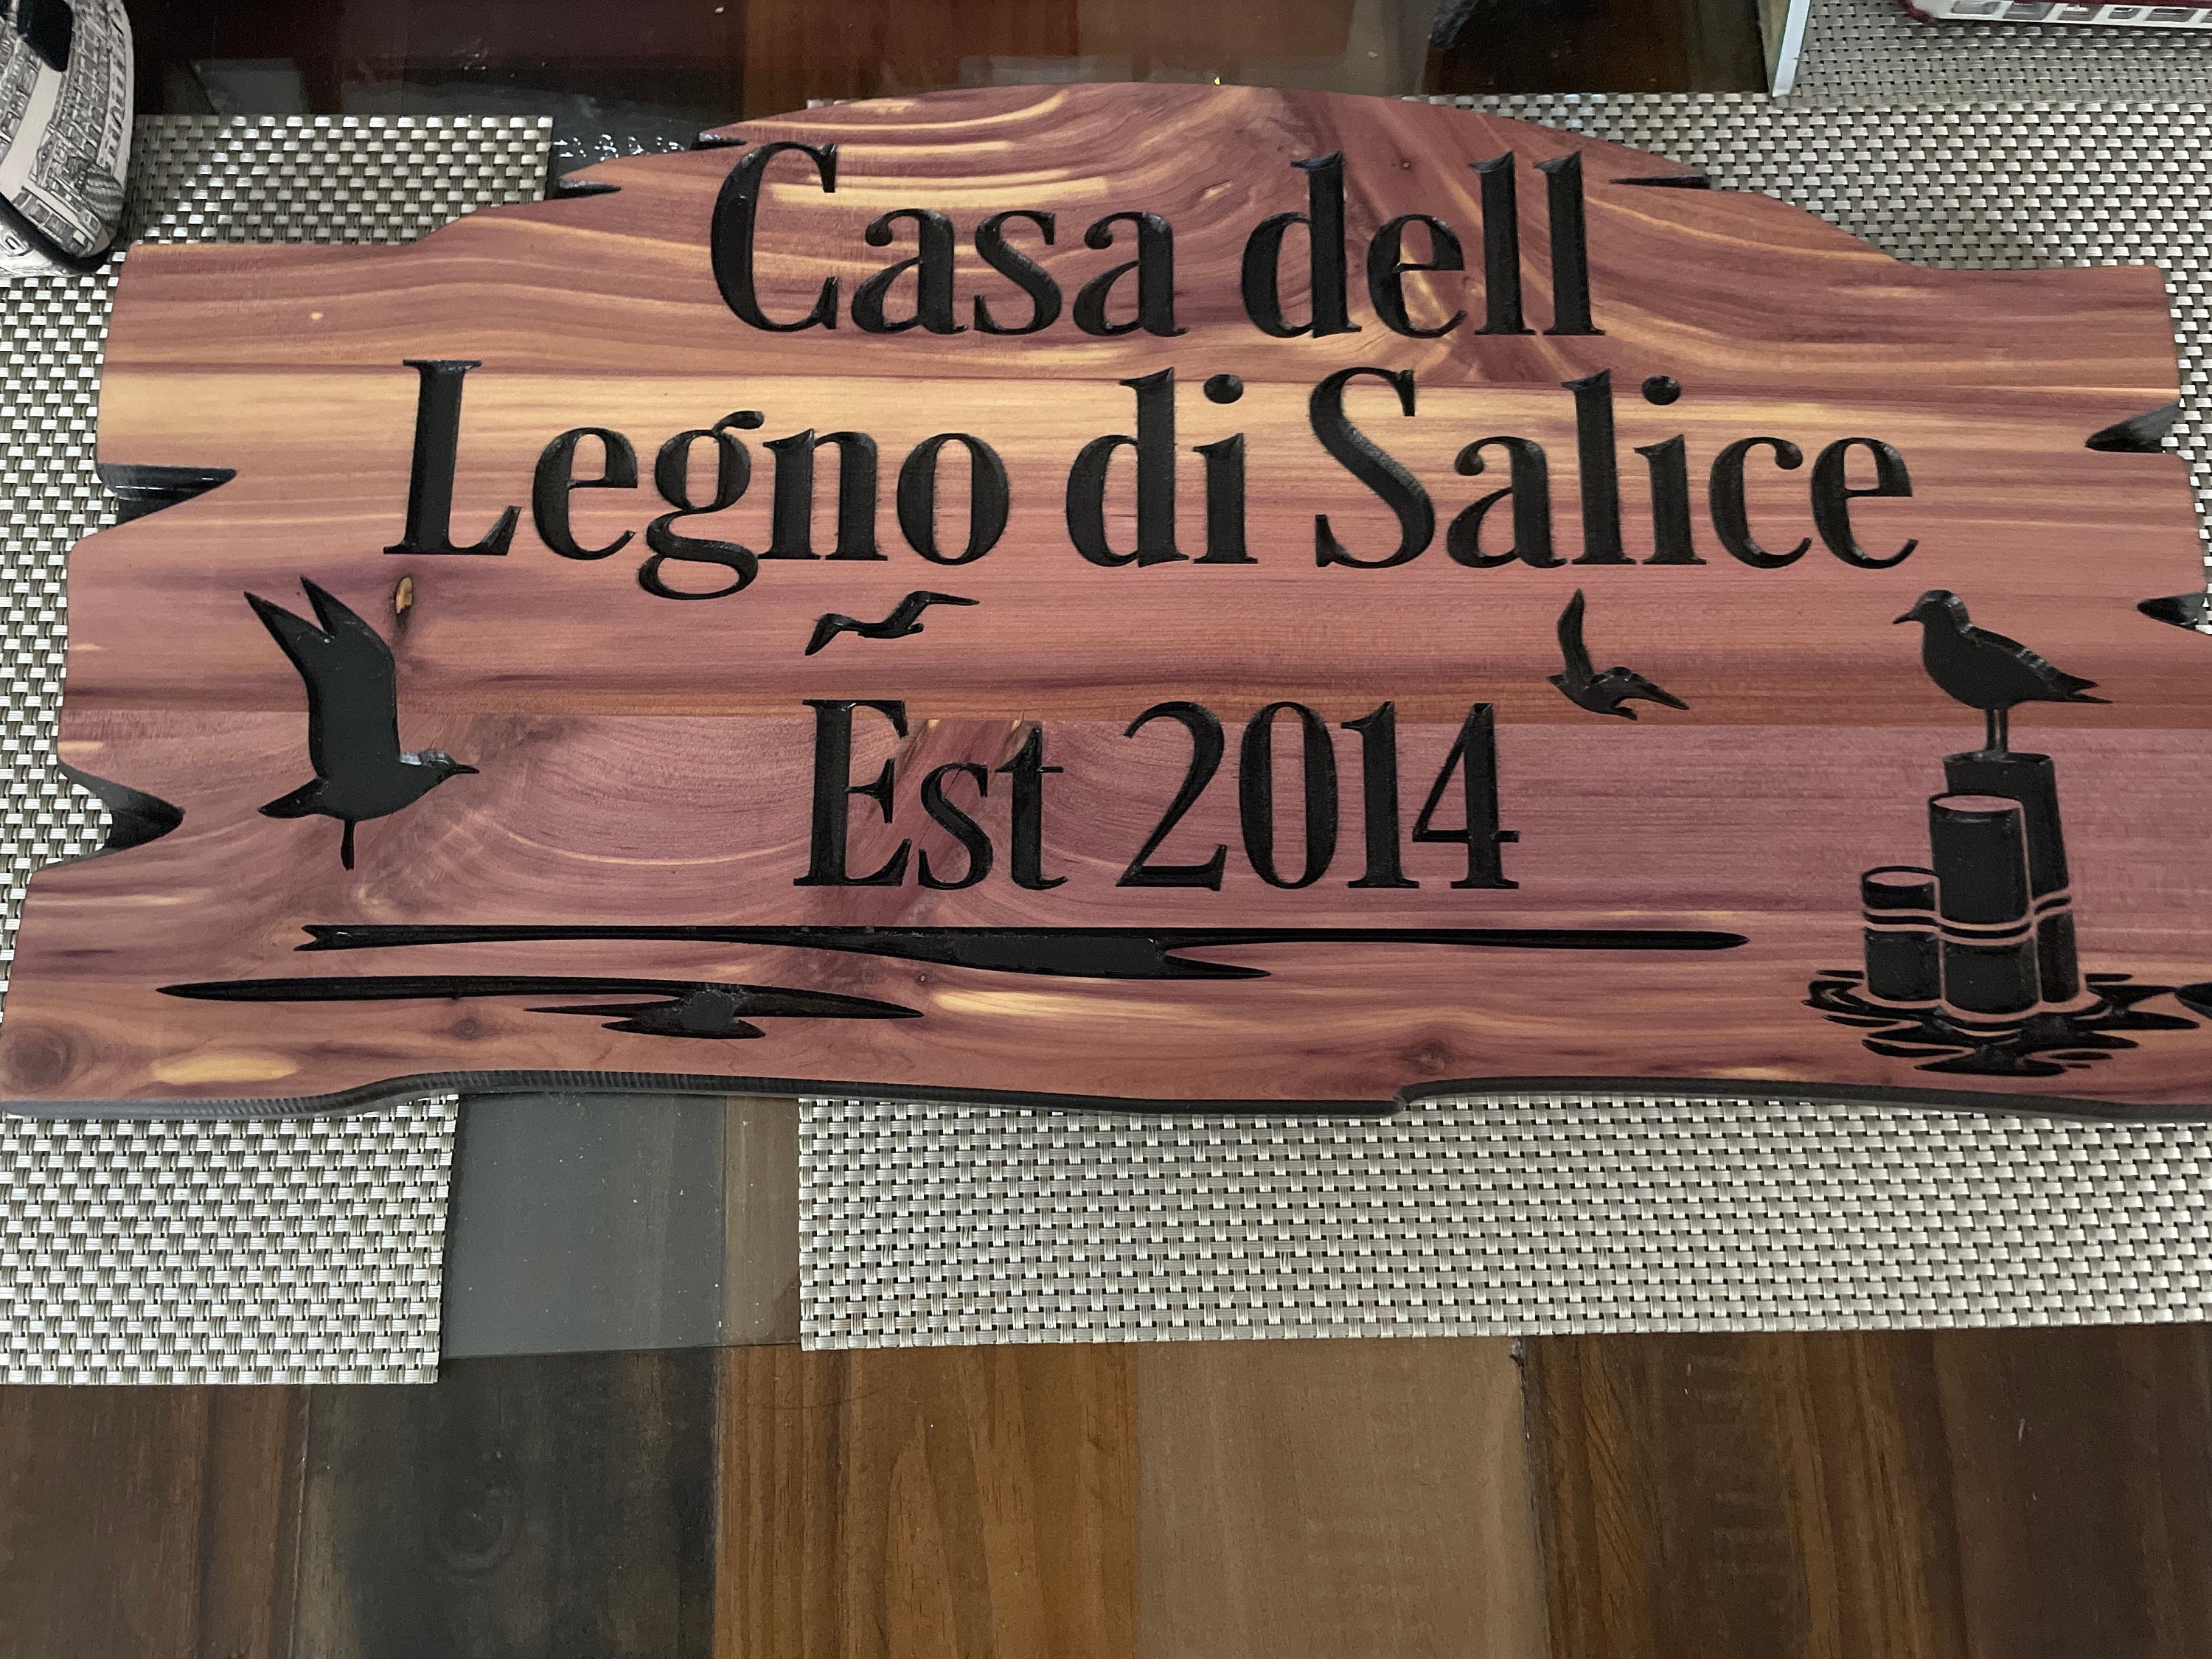 Casa dell
Legno di Salice
Est 2014